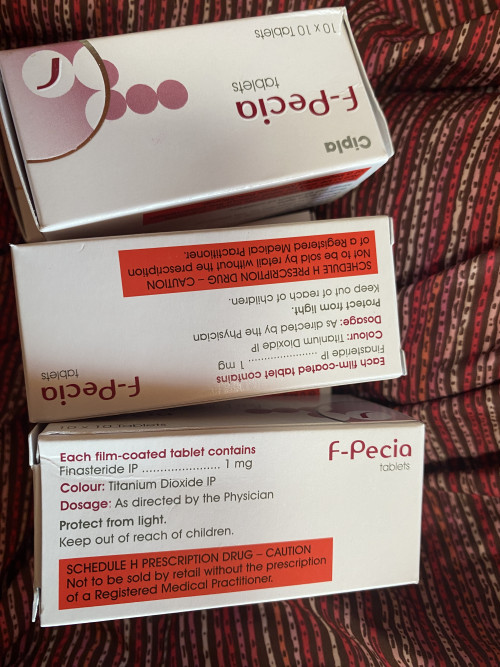 10 x 10 Tablets
F-Pecia
tablets
Cipla
Each film-coated tablet contains
Finasteride IP .................... 1 mg
Colour: Titanium Dioxide IP
Dosage: As directed by the Physician
Protect from light.
Keep out of reach of children.
SCHEDULE H PRESCRIPTION DRUG – CAUTION
Not to be sold by retail without the prescription
of a Registered Medical Practitioner.
F-Pecia
tablets
Each film-coated tablet contains
Finasteride IP ...................... 1 mg
Colour: Titanium Dioxide IP
Dosage: As directed by the Physician
Protect from light.
Keep out of reach of children.
SCHEDULE H PRESCRIPTION DRUG – CAUTION
Not to be sold by retail without the prescription
of a Registered Medical Practitioner.
F-Pecia
tablets